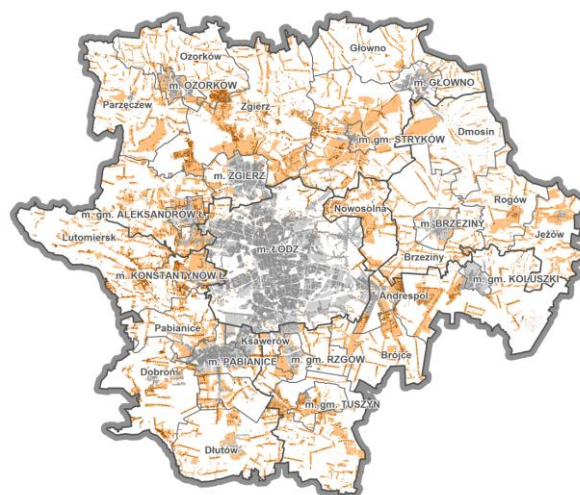 Głowno
Ozorków
m. OZORKÓW
m. GŁOWNO
Parzęczew
Zgierz
Dmosin
m. gm. STRYKÓW
m. ZGIERZ
Rogów
Nowosolna
m. gm. ALEKSANDRÓW Ł.
m. BRZEZINY
Lutomiersk
Jeżów
m. ŁÓDŹ
Brzeziny
m. KONSTANTYNÓW Ł.
m. gm. KOLUSZKI
Andrespol
Pabianice
Ksawerów
Brójce
m. PABIANICE
m. gm. RZGÓW
Dobroń
m. gm. TUSZYN
Dłutów